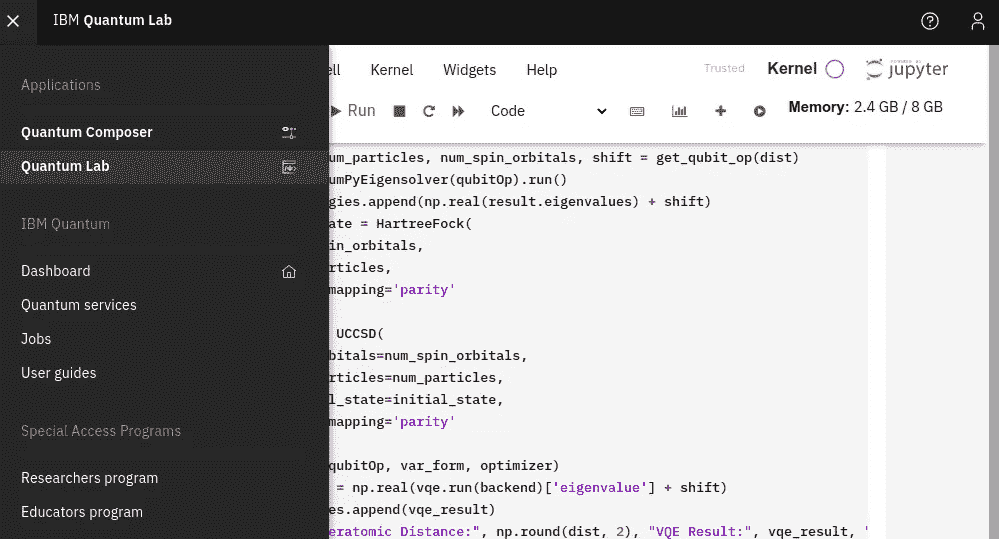 IBM Quantum Lab
Applications
Quantum Composer
Quantum Lab
IBM Quantum
Dashboard
Quantum services
Jobs
User guides
Special Access Programs
Researchers program
Educators program
ell Kernel Widgets Help
Trusted Kernel jupyter
Run Code Memory: 2.4 GB / 8 GB
um_particles, num_spin_orbitals, shift = get_qubit_op(dist)
umPyEigensolver(qubitOp).run()
gies.append(np.real(result.eigenvalues) + shift)
ate = HartreeFock(
in_orbitals,
rticles,
mapping='parity'
UCCSD(
bitals=num_spin_orbitals,
rticles=num_particles,
l_state=initial_state,
mapping='parity'
qubitOp, var_form, optimizer)
= np.real(vqe.run(backend)['eigenvalue'] + shift)
es.append(vqe_result)
eratomic Distance:", np.round(dist, 2), "VQE Result:", vqe_result, "